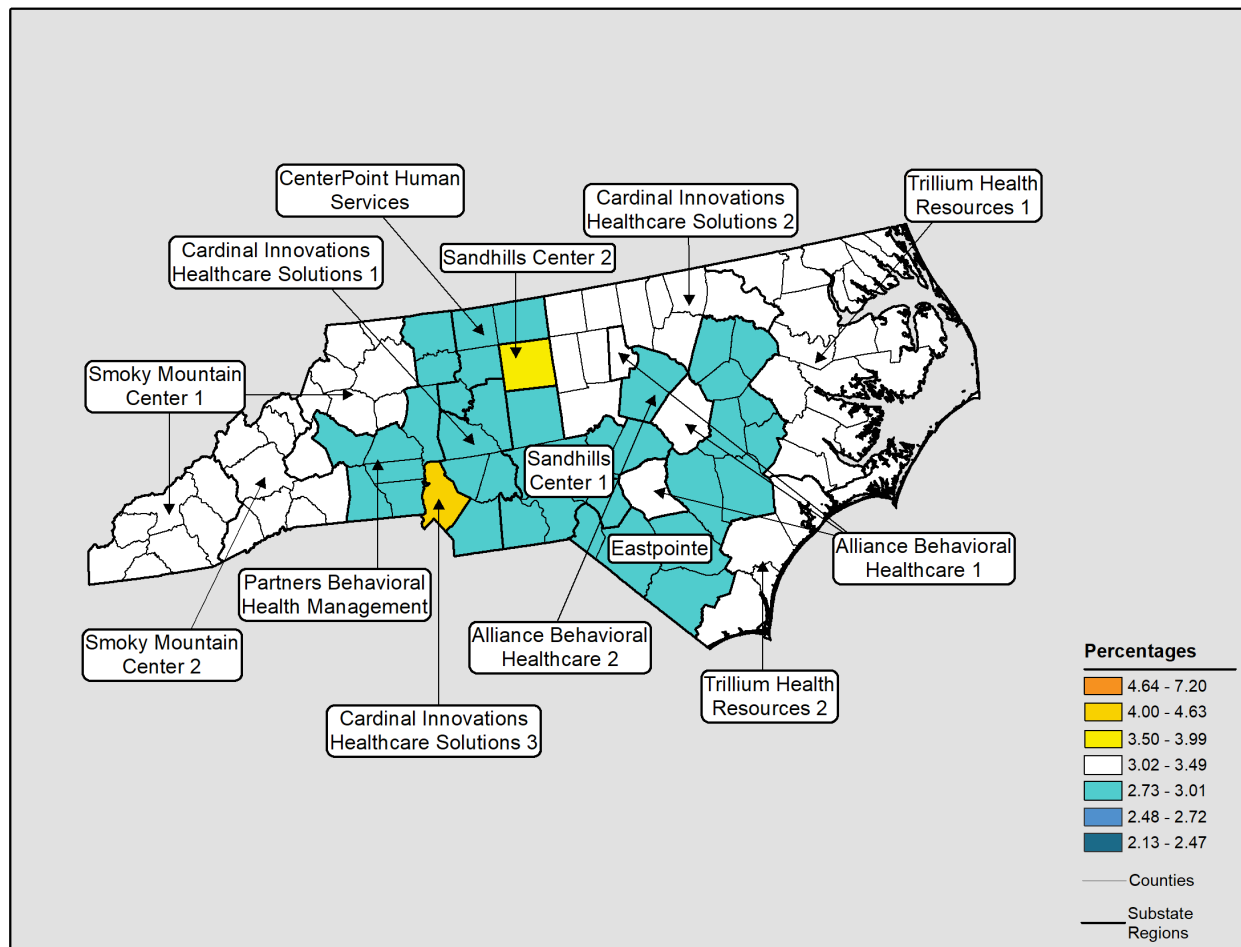 CenterPoint Human
Services
Cardinal Innovations
Healthcare Solutions 2
Trillium Health
Resources 1
Cardinal Innovations
Healthcare Solutions 1
Sandhills Center 2
Smoky Mountain
Center 1
Sandhills
Center 1
Eastpointe
Alliance Behavioral
Healthcare 1
Partners Behavioral
Health Management
Smoky Mountain
Center 2
Alliance Behavioral
Healthcare 2
Trillium Health
Resources 2
Cardinal Innovations
Healthcare Solutions 3
Percentages
4.64 - 7.20
4.00 - 4.63
3.50 - 3.99
3.02 - 3.49
2.73 - 3.01
2.48 - 2.72
2.13 - 2.47
Counties
Substate
Regions